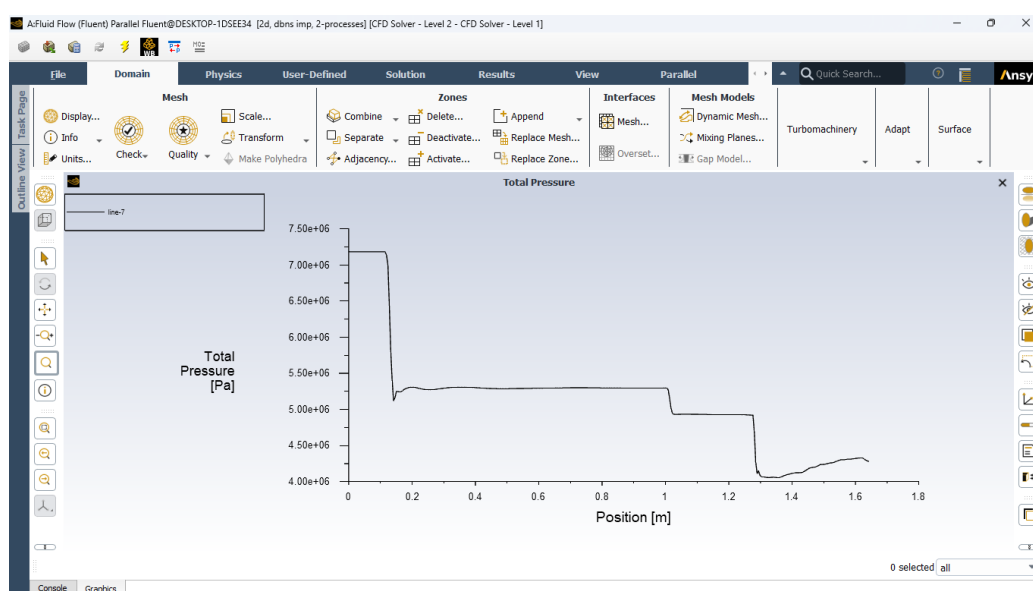 A:Fluid Flow (Fluent) Parallel Fluent@DESKTOP-1DSEE34 [2d, dbns imp, 2-processes] [CFD Solver - Level 2 - CFD Solver - Level 1]
WB
File Domain Physics User-Defined Solution Results View Parallel Quick Search... Ansy
Mesh Zones Interfaces Mesh Models
Display... Scale... Combine Delete... Append Mesh... Dynamic Mesh...
Info Check Quality Transform Separate Deactivate... Replace Mesh... Mixing Planes... Turbomachinery Adapt Surface
Units... Make Polyhedra Adjacency... Activate... Replace Zone... Overset... Gap Model...
Task Page
Outline View
Total Pressure
line-7
7.50e+06
7.00e+06
6.50e+06
6.00e+06
5.50e+06
5.00e+06
4.50e+06
4.00e+06
Total
Pressure
[Pa]
0 0.2 0.4 0.6 0.8 1 1.2 1.4 1.6 1.8
Position [m]
0 selected all
Console Graphics